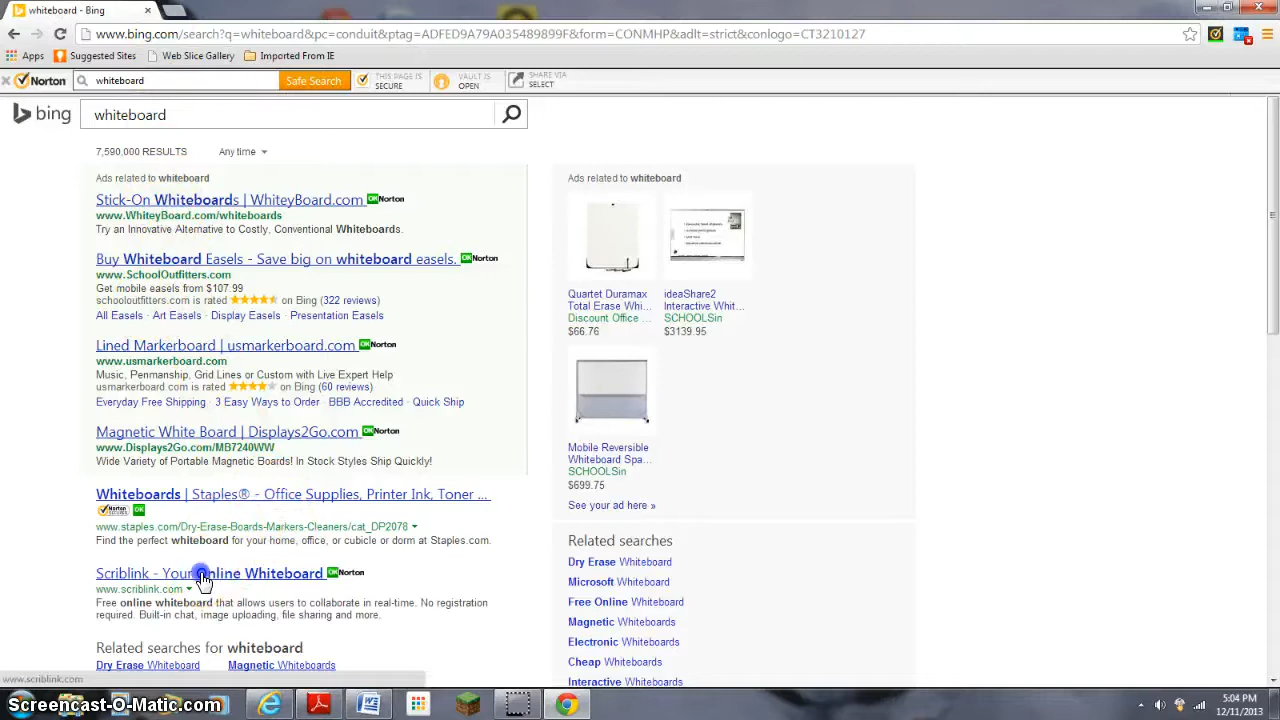 whiteboard - Bing
www.bing.com/search?q=whiteboard&pc=conduit&ptag=ADFED9A79A035489899F&form=CONMHP&adlt=strict&conlogo=CT3210127
Apps Suggested Sites Web Slice Gallery Imported From IE
Norton whiteboard Safe Search THIS PAGE IS SECURE VAULT IS OPEN SHARE VIA SELECT
bing whiteboard
7,590,000 RESULTS Any time
Ads related to whiteboard
Stick-On Whiteboards | WhiteyBoard.com OK Norton
www.WhiteyBoard.com/whiteboards
Try an Innovative Alternative to Costly, Conventional Whiteboards.
Buy Whiteboard Easels - Save big on whiteboard easels. OK Norton
www.SchoolOutfitters.com
Get mobile easels from $107.99
schooloutfitters.com is rated on Bing (322 reviews)
All Easels · Art Easels · Display Easels · Presentation Easels
Lined Markerboard | usmarkerboard.com OK Norton
www.usmarkerboard.com
Music, Penmanship, Grid Lines or Custom with Live Expert Help
usmarkerboard.com is rated on Bing (60 reviews)
Everyday Free Shipping · 3 Easy Ways to Order · BBB Accredited · Quick Ship
Magnetic White Board | Displays2Go.com OK Norton
www.Displays2Go.com/MB7240WW
Wide Variety of Portable Magnetic Boards! In Stock Styles Ship Quickly!
Whiteboards | Staples® - Office Supplies, Printer Ink, Toner ...
Norton OK
www.staples.com/Dry-Erase-Boards-Markers-Cleaners/cat_DP2078
Find the perfect whiteboard for your home, office, or cubicle or dorm at Staples.com.
Scriblink - Your Online Whiteboard OK Norton
www.scriblink.com
Free online whiteboard that allows users to collaborate in real-time. No registration
required. Built-in chat, image uploading, file sharing and more.
Related searches for whiteboard
Dry Erase Whiteboard Magnetic Whiteboards
Ads related to whiteboard
Quartet Duramax
Total Erase Whi...
Discount Office ...
$66.76
ideaShare2
Interactive Whit...
SCHOOLSin
$3139.95
Mobile Reversible
Whiteboard Spa...
SCHOOLSin
$699.75
See your ad here »
Related searches
Dry Erase Whiteboard
Microsoft Whiteboard
Free Online Whiteboard
Magnetic Whiteboards
Electronic Whiteboards
Cheap Whiteboards
Interactive Whiteboards
www.scriblink.com
Screencast-O-Matic.com
5:04 PM
12/11/2013